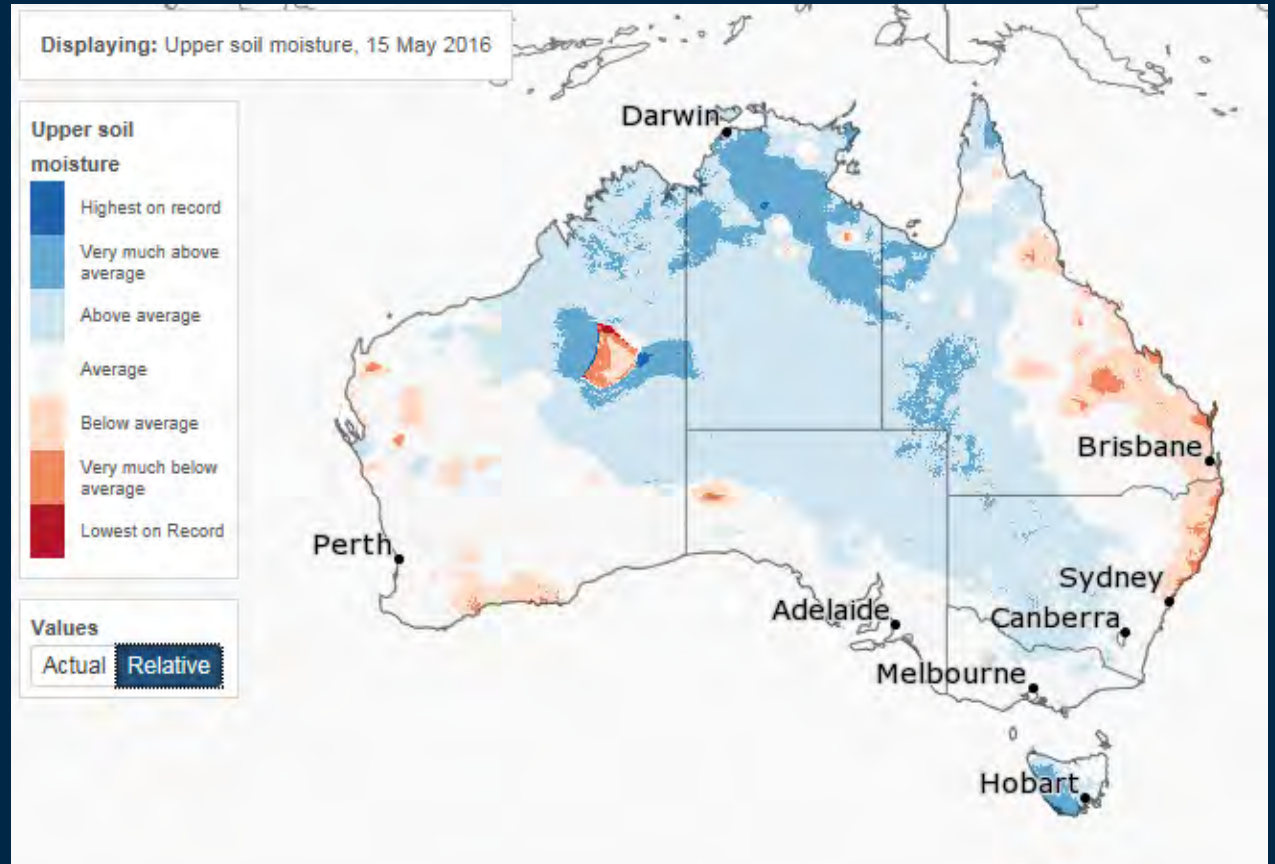 Displaying: Upper soil moisture, 15 May 2016
Upper soil
moisture
Highest on record
Very much above
average
Above average
Average
Below average
Very much below
average
Lowest on Record
Values
Actual Relative
Darwin
Brisbane
Perth
Sydney
Adelaide
Canberra
Melbourne
Hobart